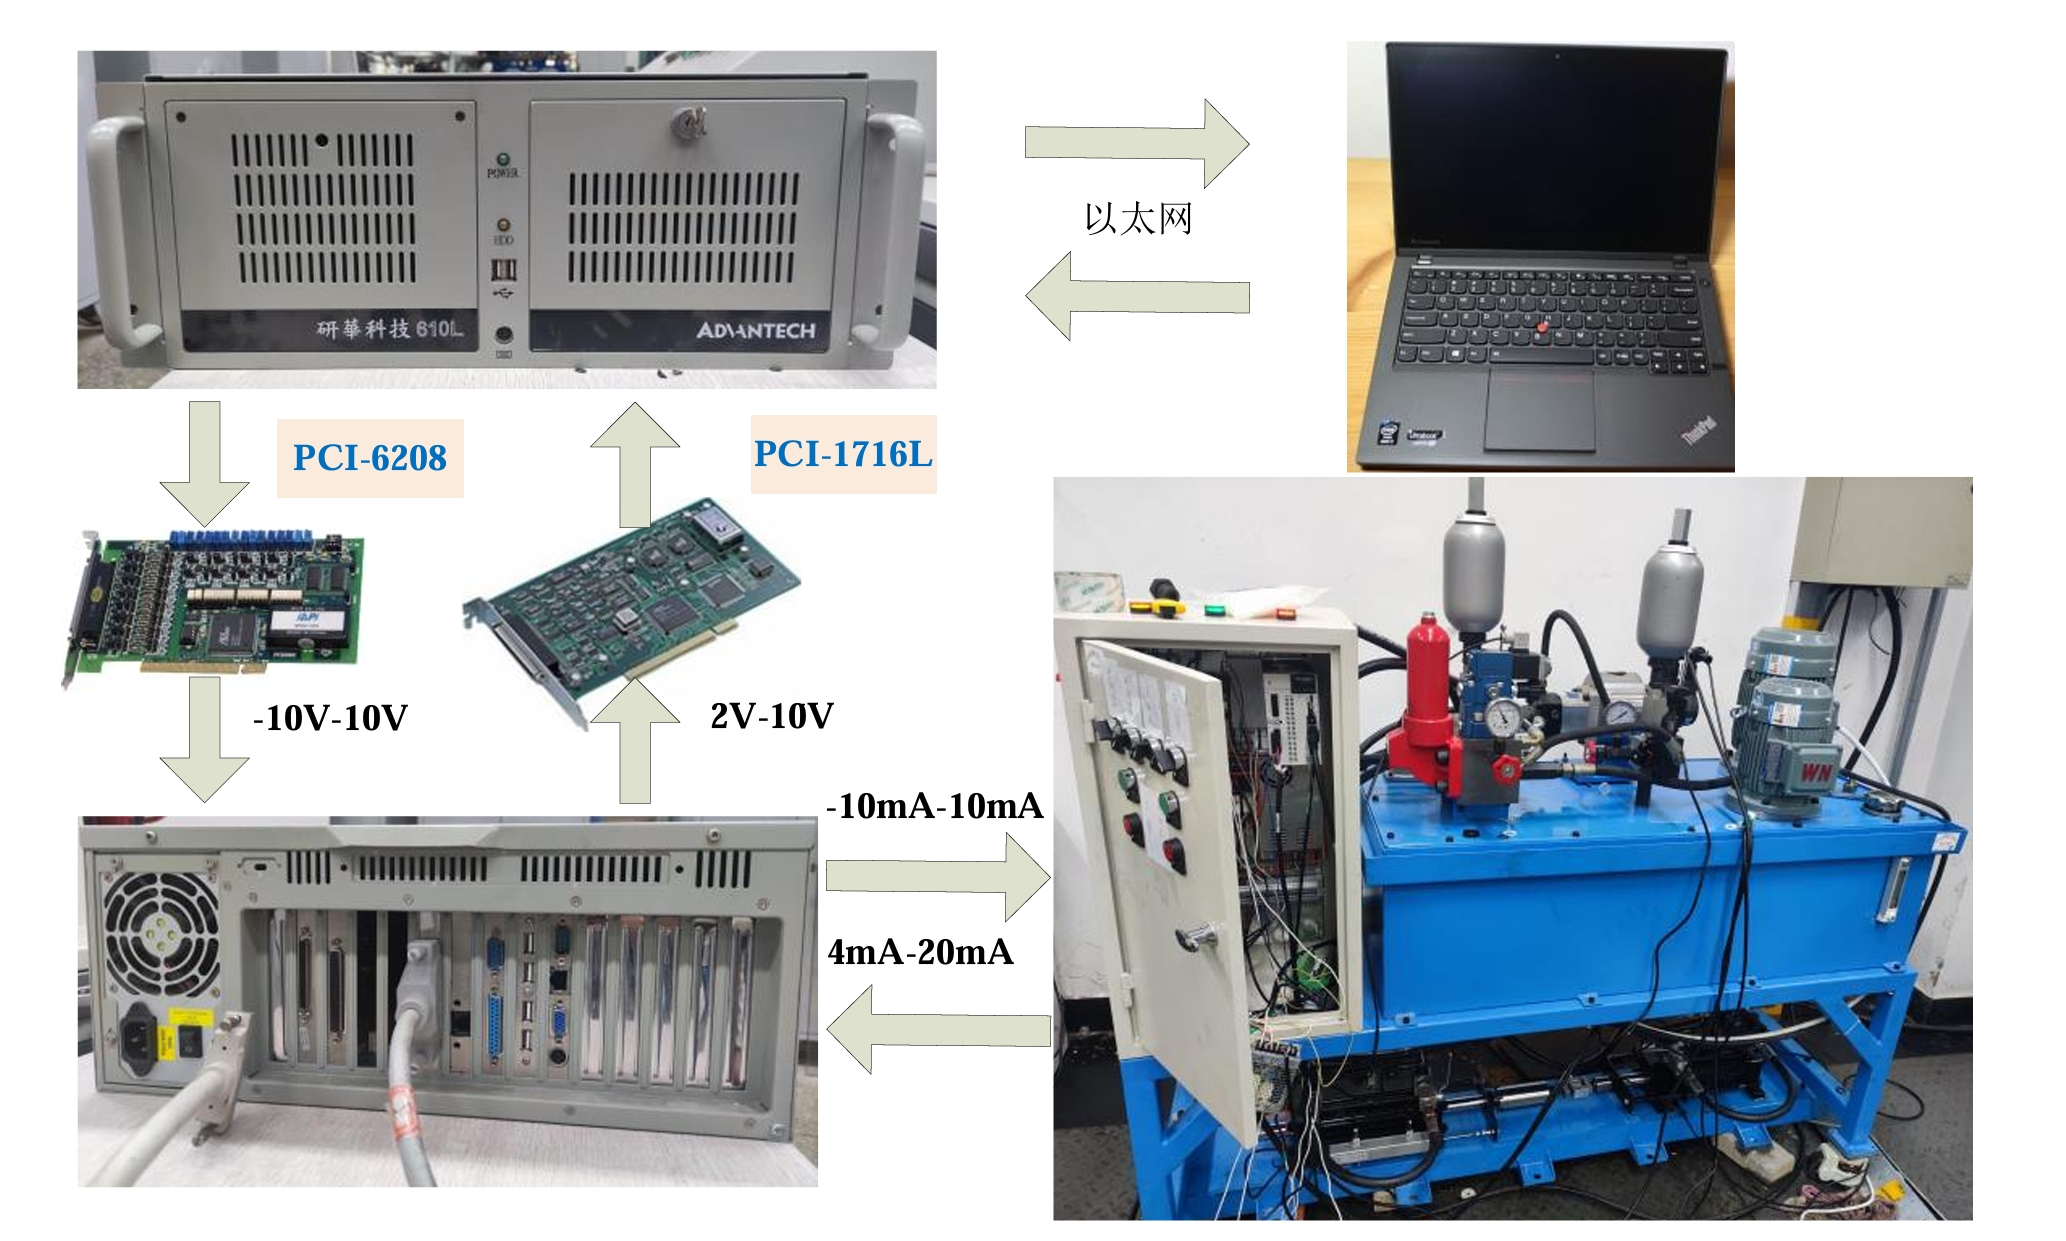 POWER
HDD
研華科技 610L
ADVANTECH
以太网
PCI-6208
PCI-1716L
ThinkPad
-10V-10V
2V-10V
-10mA-10mA
4mA-20mA
WN